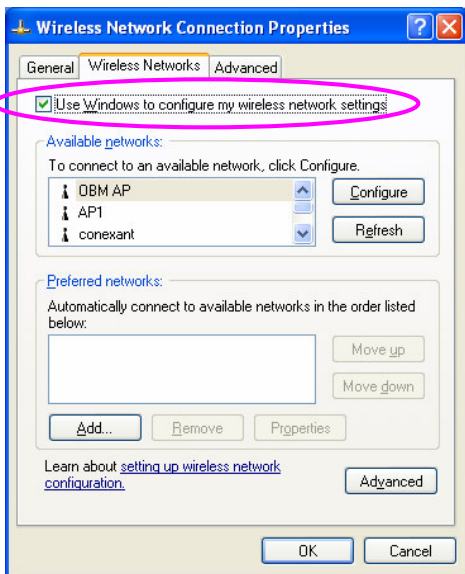 Wireless Network Connection Properties
General Wireless Networks Advanced
Use Windows to configure my wireless network settings
Available networks:
To connect to an available network, click Configure.
OBM AP
AP1
conexant
Configure
Refresh
Preferred networks:
Automatically connect to available networks in the order listed
below:
Move up
Move down
Add... Remove Properties
Learn about setting up wireless network
configuration.
Advanced
OK Cancel